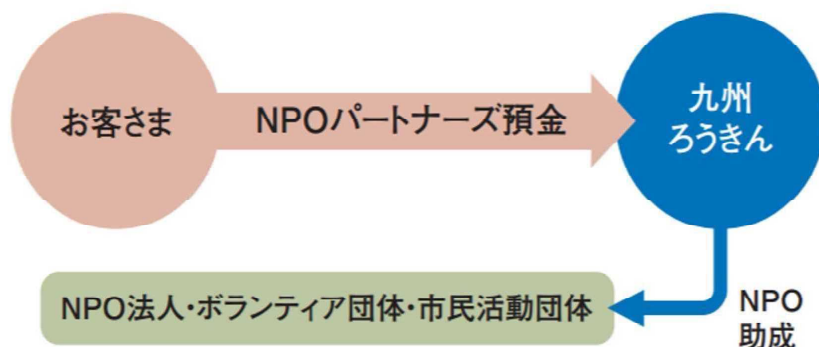 お客さま
NPOパートナーズ預金
九州
ろうきん
NPO法人・ボランティア団体・市民活動団体
NPO
助成